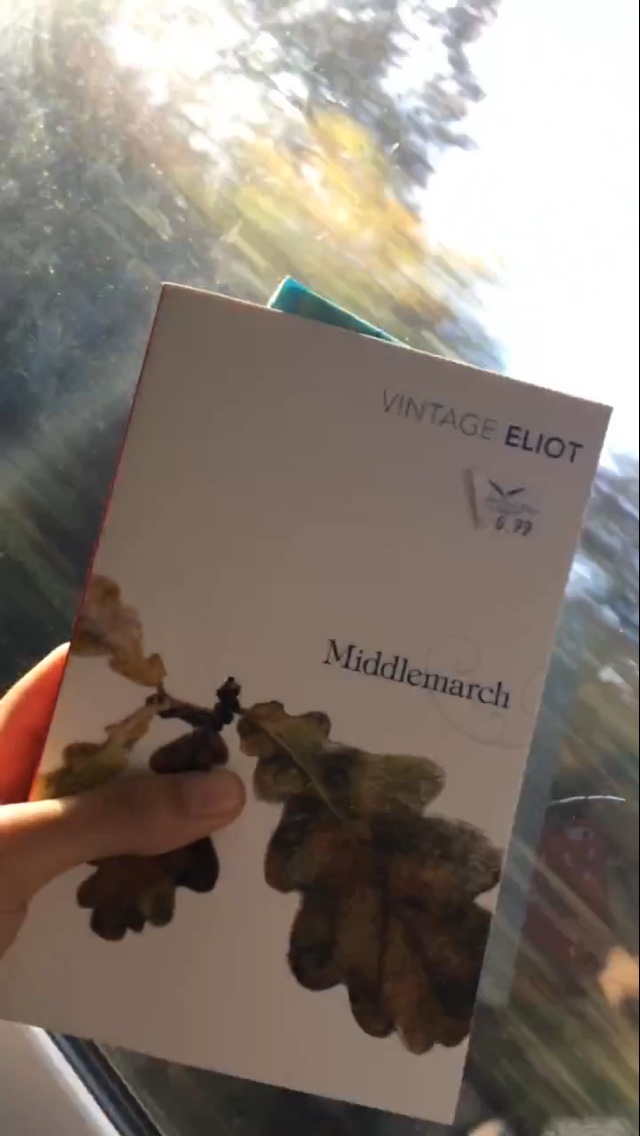 VINTAGE ELIOT
6.99
Middlemarch